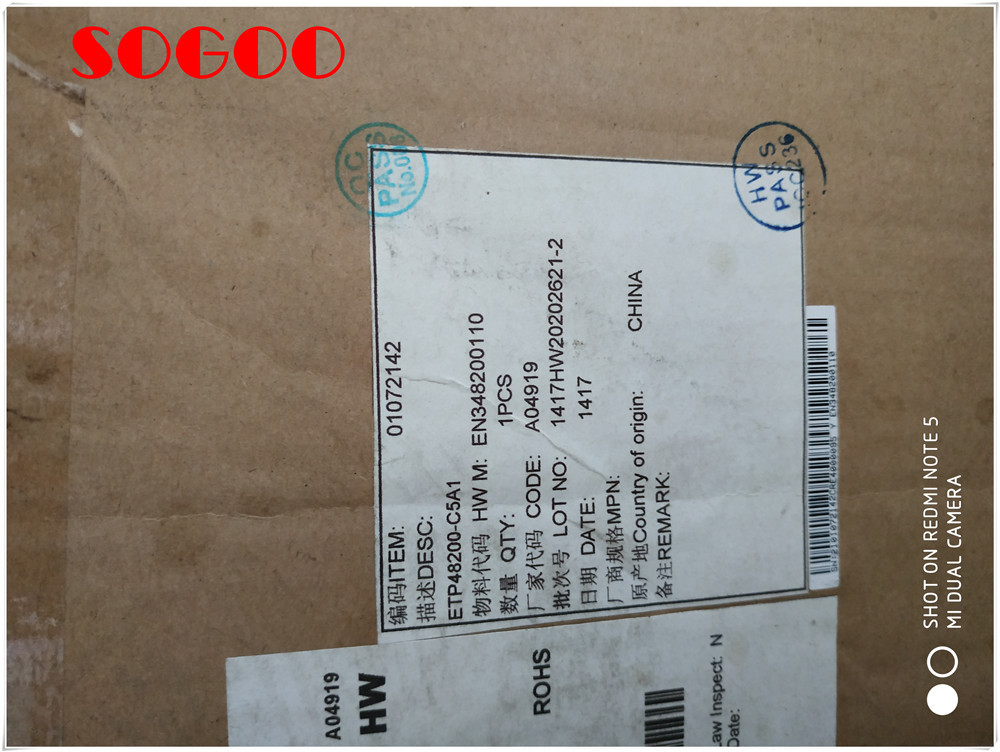 SOGOO
QC
PASS
No.006
HW
PASS
QC236
编码ITEM: 01072142
描述DESC:
ETP48200-C5A1
物料代码 HW M: EN348200110
数量 QTY: 1PCS
厂家代码 CODE: A04919
批次号 LOT NO: 1417HW20202621-2
日期 DATE: 1417
厂商规格MPN:
原产地Country of origin: CHINA
备注REMARK:
A04919
HW
ROHS
Law Inspect: N
Date:
SHOT ON REDMI NOTE 5
MI DUAL CAMERA